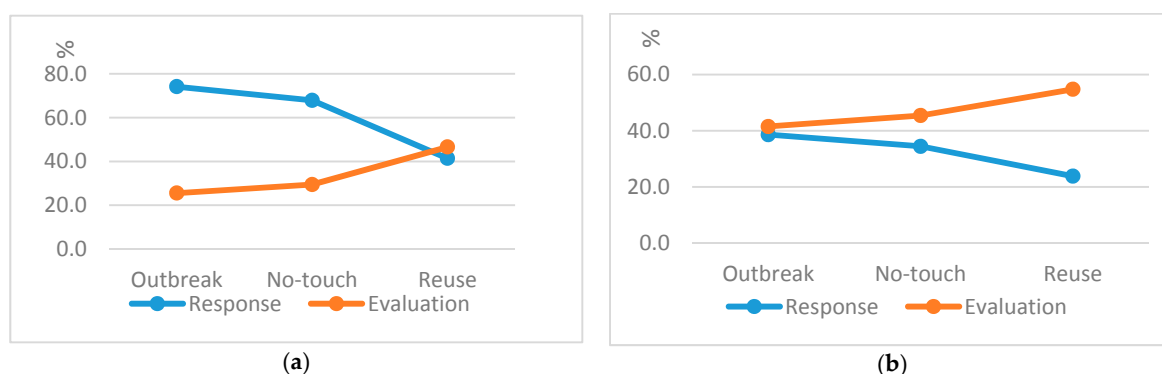 %
80.0
60.0
40.0
20.0
0.0
Outbreak No-touch Reuse
Response Evaluation
(a)
%
60.0
40.0
20.0
0.0
Outbreak No-touch Reuse
Response Evaluation
(b)